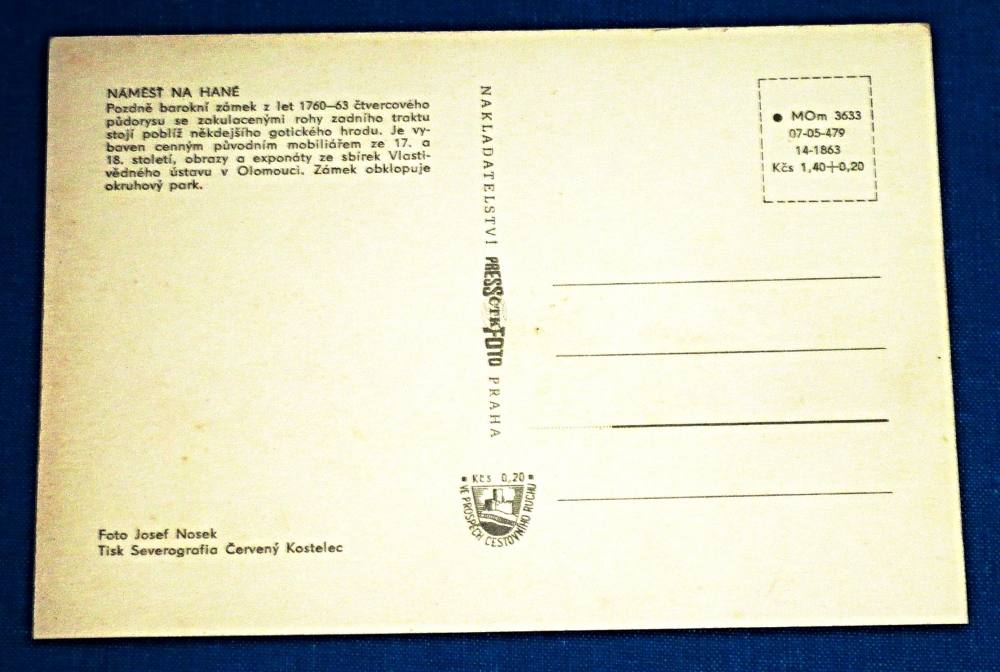 NÁMĚŠŤ NA HANÉ
Pozdně barokní zámek z let 1760—63 čtvercového
půdorysu se zakulacenými rohy zadního traktu
stojí poblíž někdejšího gotického hradu. Je vy-
baven cenným původním mobiliářem ze 17. a
18. století, obrazy a exponáty ze sbírek Vlasti-
vědného ústavu v Olomouci. Zámek obklopuje
okruhový park.
Foto Josef Nosek
Tisk Severografia Červený Kostelec
NAKLADATELSTVÍ PRESSFOTO PRAHA
ČTK
Kčs 0,20
VE PROSPĚCH CESTOVNÍHO RUCHU
● MOm 3633
07-05-479
14-1863
Kčs 1,40+0,20